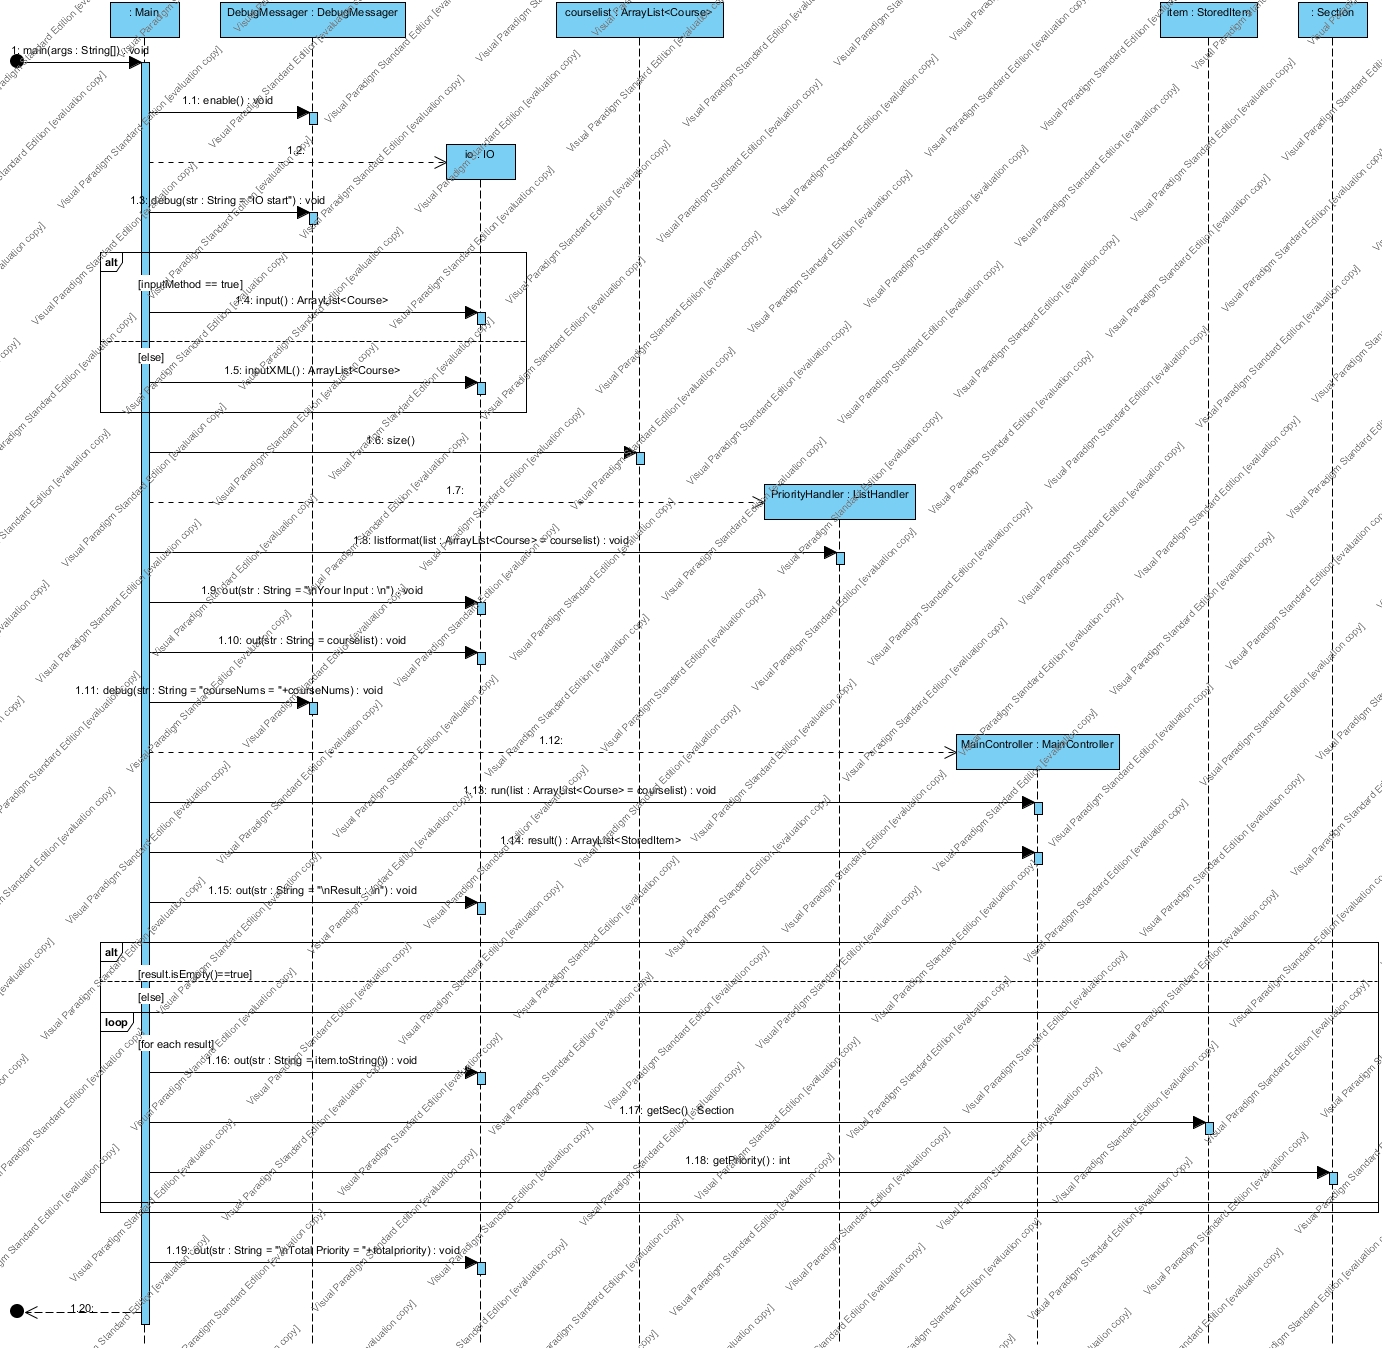 : Main
DebugMessager : DebugMessager
courselist : ArrayList<Course>
item : StoredItem
: Section
1: main(args : String[]) : void
1.1: enable() : void
1.2:
io : IO
1.3: debug(str : String = "IO start") : void
alt
[inputMethod == true]
1.4: input() : ArrayList<Course>
[else]
1.5: inputXML() : ArrayList<Course>
1.6: size()
1.7:
PriorityHandler : ListHandler
1.8: listformat(list : ArrayList<Course> = courselist) : void
1.9: out(str : String = "\nYour Input : \n") : void
1.10: out(str : String = courselist) : void
1.11: debug(str : String = "courseNums = "+courseNums) : void
1.12:
MainController : MainController
1.13: run(list : ArrayList<Course> = courselist) : void
1.14: result() : ArrayList<StoredItem>
1.15: out(str : String = "\nResult : \n") : void
alt
[result.isEmpty()==true]
[else]
loop
[for each result]
1.16: out(str : String = item.toString()) : void
1.17: getSec() : Section
1.18: getPriority() : int
1.19: out(str : String = "\nTotal Priority = "+totalpriority) : void
1.20:
Visual Paradigm Standard Edition [evaluation copy]